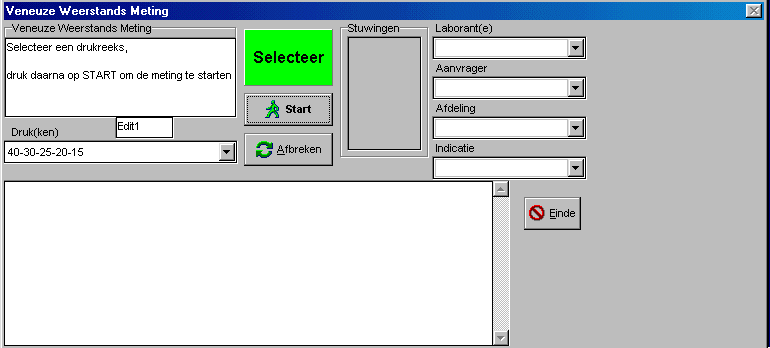 Veneuze Weerstands Meting
Veneuze Weerstands Meting
Selecteer een drukreeks,
druk daarna op START om de meting te starten
Edit1
Druk(ken)
40-30-25-20-15
Selecteer
Start
Afbreken
Stuwingen
Laborant(e)
Aanvrager
Afdeling
Indicatie
Einde